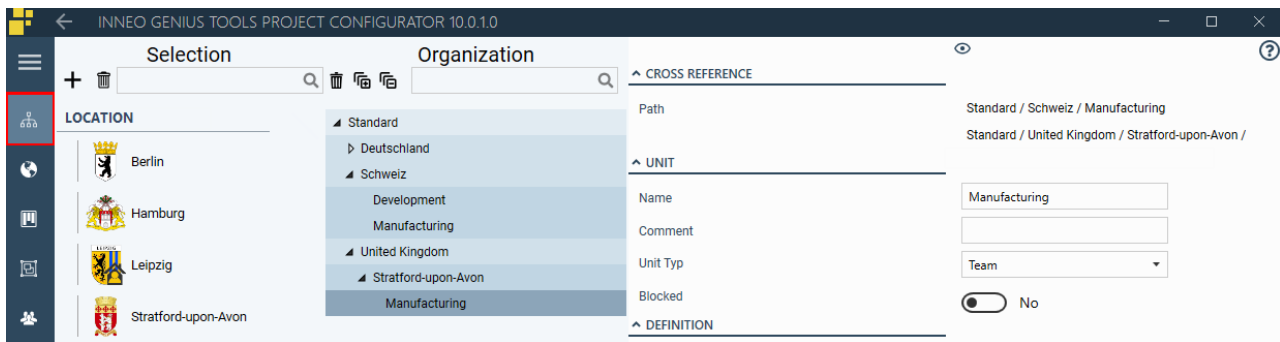 INNEO GENIUS TOOLS PROJECT CONFIGURATOR 10.0.1.0
Selection
Organization
LOCATION
Berlin
Hamburg
Leipzig
Stratford-upon-Avon
Standard
Deutschland
Schweiz
Development
Manufacturing
United Kingdom
Stratford-upon-Avon
Manufacturing
CROSS REFERENCE
Path
Standard / Schweiz / Manufacturing
Standard / United Kingdom / Stratford-upon-Avon /
UNIT
Name
Manufacturing
Comment
Unit Typ
Team
Blocked
No
DEFINITION